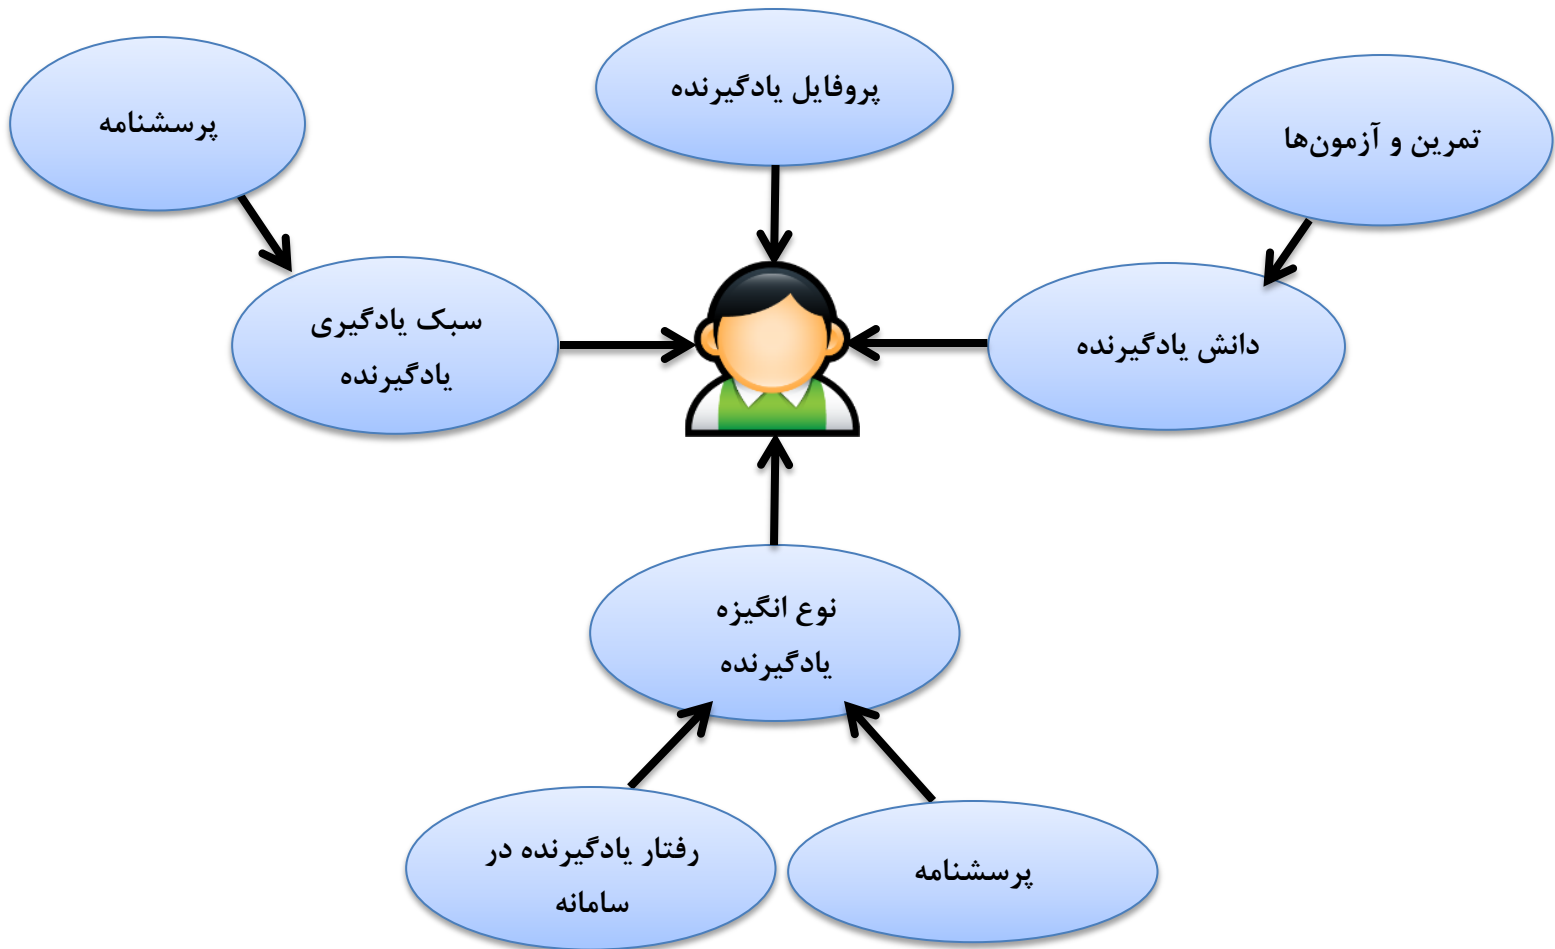 پروفایل یادگیرنده
تمرین و آزمون‌ها
پرسشنامه
دانش یادگیرنده
سبک یادگیری
یادگیرنده
نوع انگیزه
یادگیرنده
پرسشنامه
رفتار یادگیرنده در
سامانه